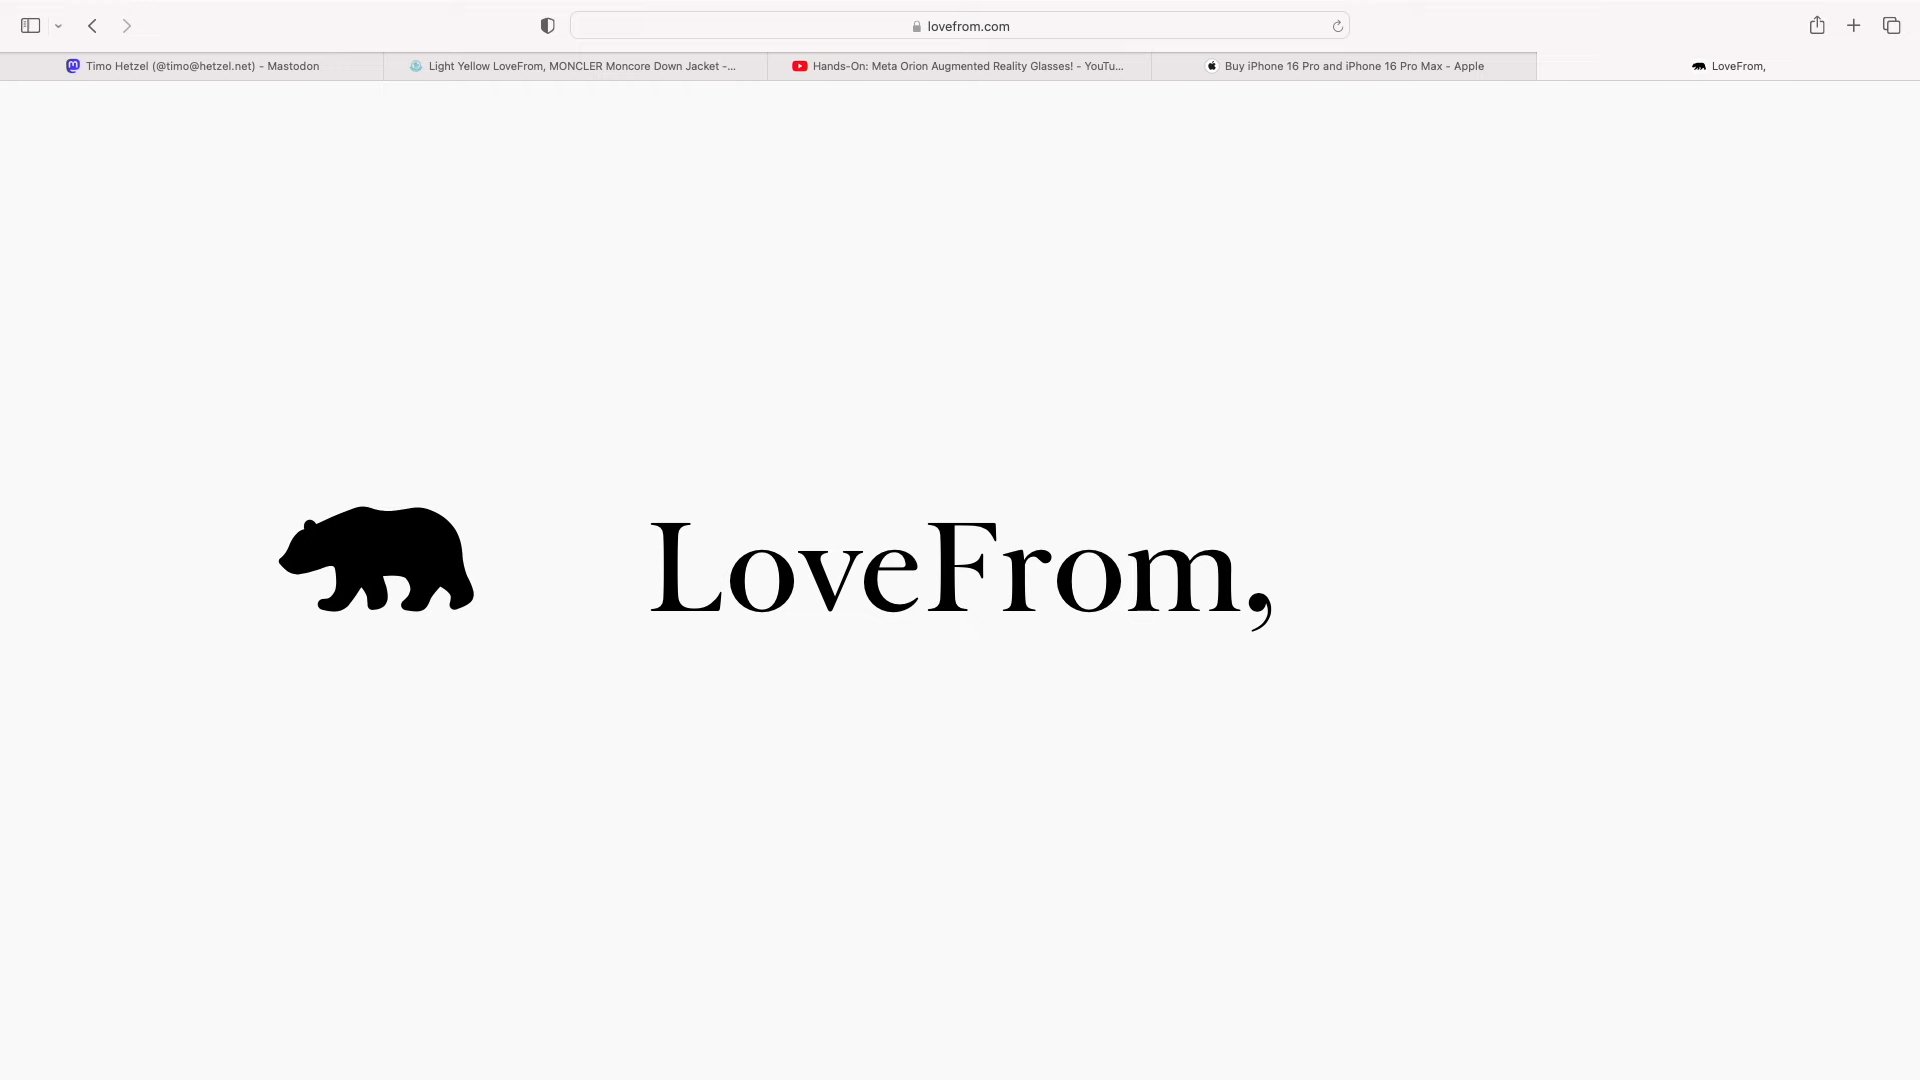 lovefrom.com
Timo Hetzel (@timo@hetzel.net) - Mastodon
Light Yellow LoveFrom, MONCLER Moncore Down Jacket -...
Hands-On: Meta Orion Augmented Reality Glasses! - YouTu...
Buy iPhone 16 Pro and iPhone 16 Pro Max - Apple
LoveFrom,
LoveFrom,